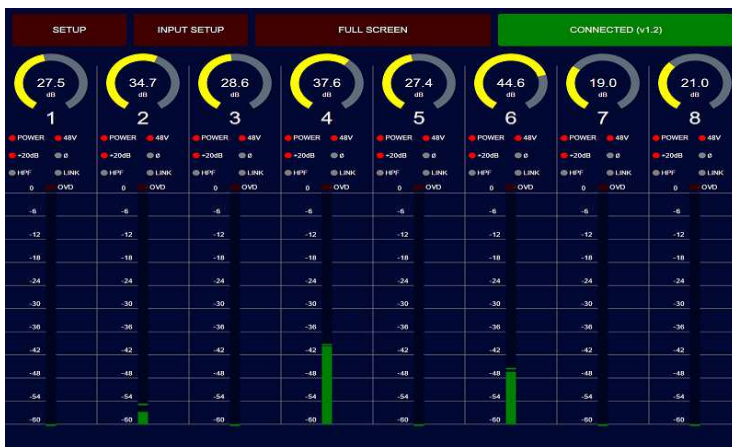 SETUP INPUT SETUP FULL SCREEN CONNECTED (v1.2)
27.5 34.7 28.6 37.6 27.4 44.6 19.0 21.0
dB dB dB dB dB dB dB dB
1 2 3 4 5 6 7 8
POWER 48V POWER 48V POWER 48V POWER 48V POWER 48V POWER 48V POWER 48V POWER 48V
+20dB ø +20dB ø +20dB ø +20dB ø +20dB ø +20dB ø +20dB ø +20dB ø
HPF LINK HPF LINK HPF LINK HPF LINK HPF LINK HPF LINK HPF LINK HPF LINK
0 OVD 0 OVD 0 OVD 0 OVD 0 OVD 0 OVD 0 OVD 0 OVD
-6 -6 -6 -6 -6 -6 -6 -6
-12 -12 -12 -12 -12 -12 -12 -12
-18 -18 -18 -18 -18 -18 -18 -18
-24 -24 -24 -24 -24 -24 -24 -24
-30 -30 -30 -30 -30 -30 -30 -30
-36 -36 -36 -36 -36 -36 -36 -36
-42 -42 -42 -42 -42 -42 -42 -42
-48 -48 -48 -48 -48 -48 -48 -48
-54 -54 -54 -54 -54 -54 -54 -54
-60 -60 -60 -60 -60 -60 -60 -60